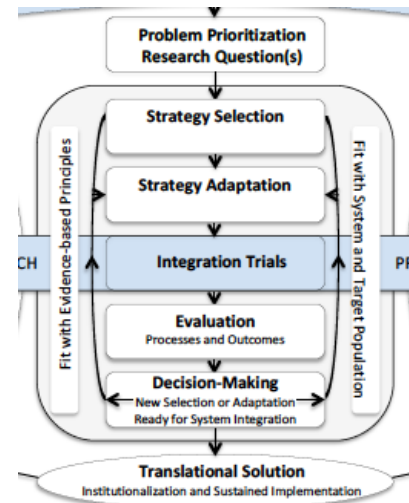 Problem Prioritization
Research Question(s)
Strategy Selection
Strategy Adaptation
Integration Trials
Evaluation
Processes and Outcomes
Decision-Making
New Selection or Adaptation
Ready for System Integration
Fit with Evidence-based Principles
Fit with System and Target Population
CH
PR
Translational Solution
Institutionalization and Sustained Implementation